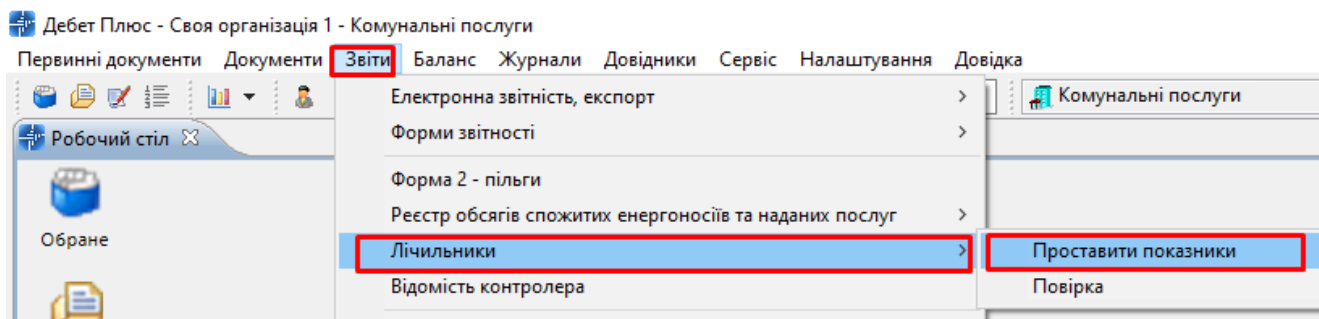 Дебет Плюс - Своя організація 1 - Комунальні послуги
Первинні документи Документи Звіти Баланс Журнали Довідники Сервіс Налаштування Довідка
Комунальні послуги
Робочий стіл
Обране
Електронна звітність, експорт
Форми звітності
Форма 2 - пільги
Реєстр обсягів спожитих енергоносіїв та наданих послуг
Лічильники
Відомість контролера
Проставити показники
Повірка